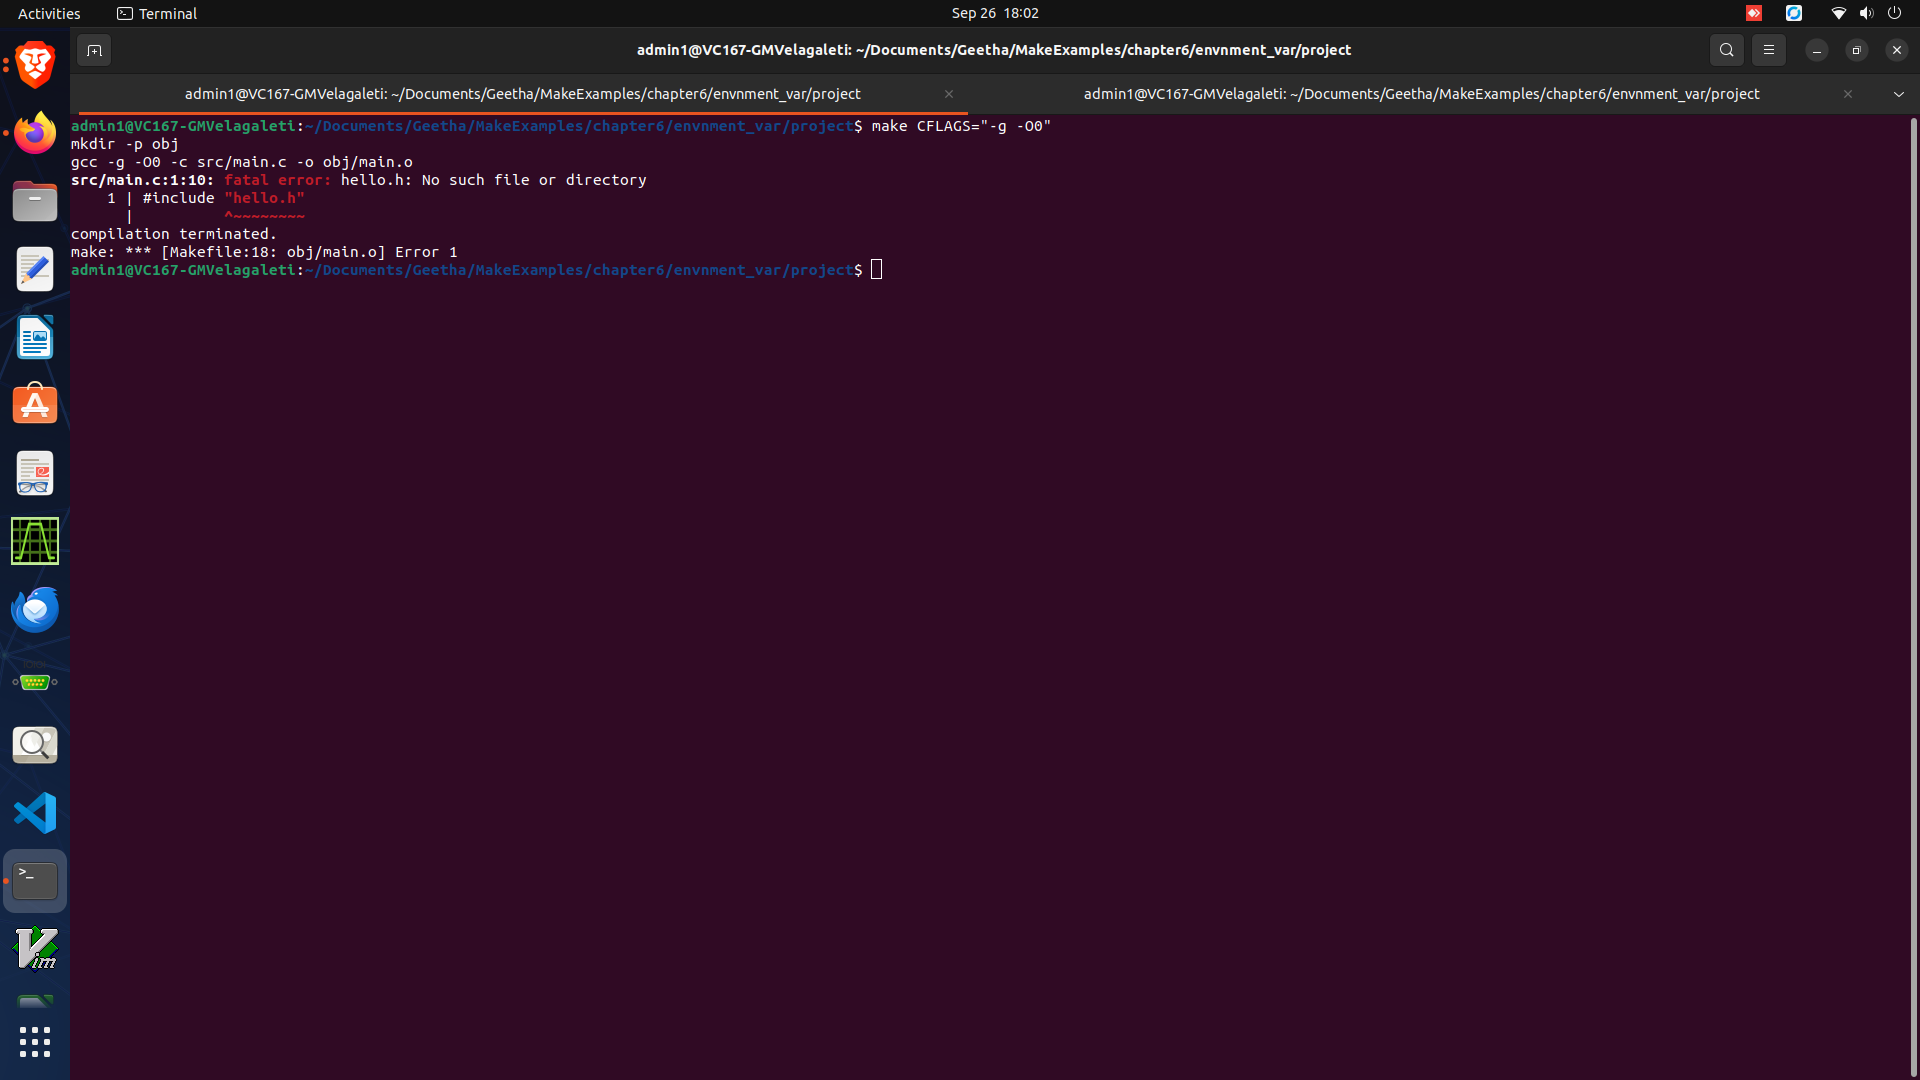 Activities
Terminal
Sep 26 18:02
admin1@VC167-GMVelagaleti: ~/Documents/Geetha/MakeExamples/chapter6/envnment_var/project
admin1@VC167-GMVelagaleti: ~/Documents/Geetha/MakeExamples/chapter6/envnment_var/project
admin1@VC167-GMVelagaleti: ~/Documents/Geetha/MakeExamples/chapter6/envnment_var/project
admin1@VC167-GMVelagaleti:~/Documents/Geetha/MakeExamples/chapter6/envnment_var/project$ make CFLAGS="-g -O0"
mkdir -p obj
gcc -g -O0 -c src/main.c -o obj/main.o
src/main.c:1:10: fatal error: hello.h: No such file or directory
    1 | #include "hello.h"
      |          ^~~~~~~~~
compilation terminated.
make: *** [Makefile:18: obj/main.o] Error 1
admin1@VC167-GMVelagaleti:~/Documents/Geetha/MakeExamples/chapter6/envnment_var/project$